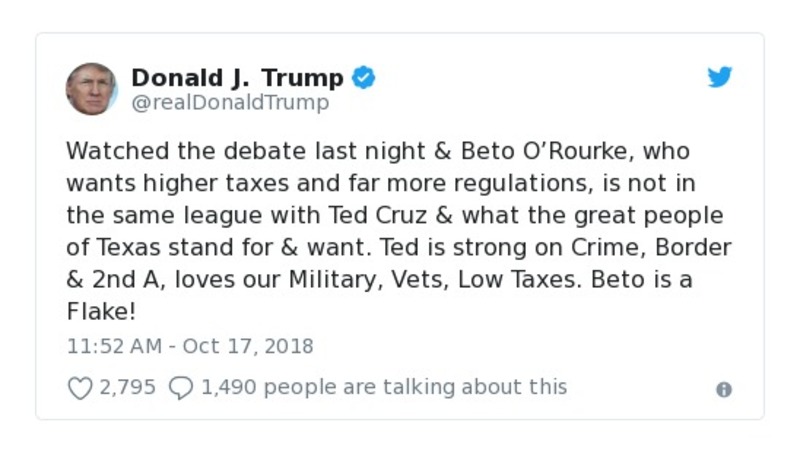 Donald J. Trump
@realDonaldTrump
Watched the debate last night & Beto O’Rourke, who
wants higher taxes and far more regulations, is not in
the same league with Ted Cruz & what the great people
of Texas stand for & want. Ted is strong on Crime, Border
& 2nd A, loves our Military, Vets, Low Taxes. Beto is a
Flake!
11:52 AM - Oct 17, 2018
2,795 1,490 people are talking about this